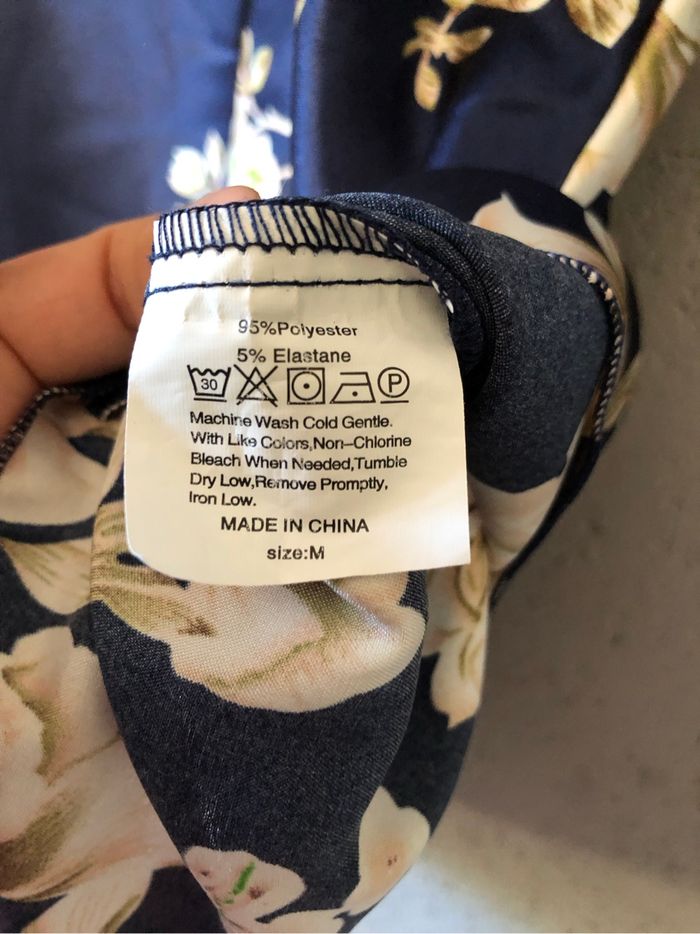 95%Polyester
5% Elastane
30 P
Machine Wash Cold Gentle.
With Like Colors,Non-Chlorine
Bleach When Needed,Tumble
Dry Low,Remove Promptly,
Iron Low.
MADE IN CHINA
size:M